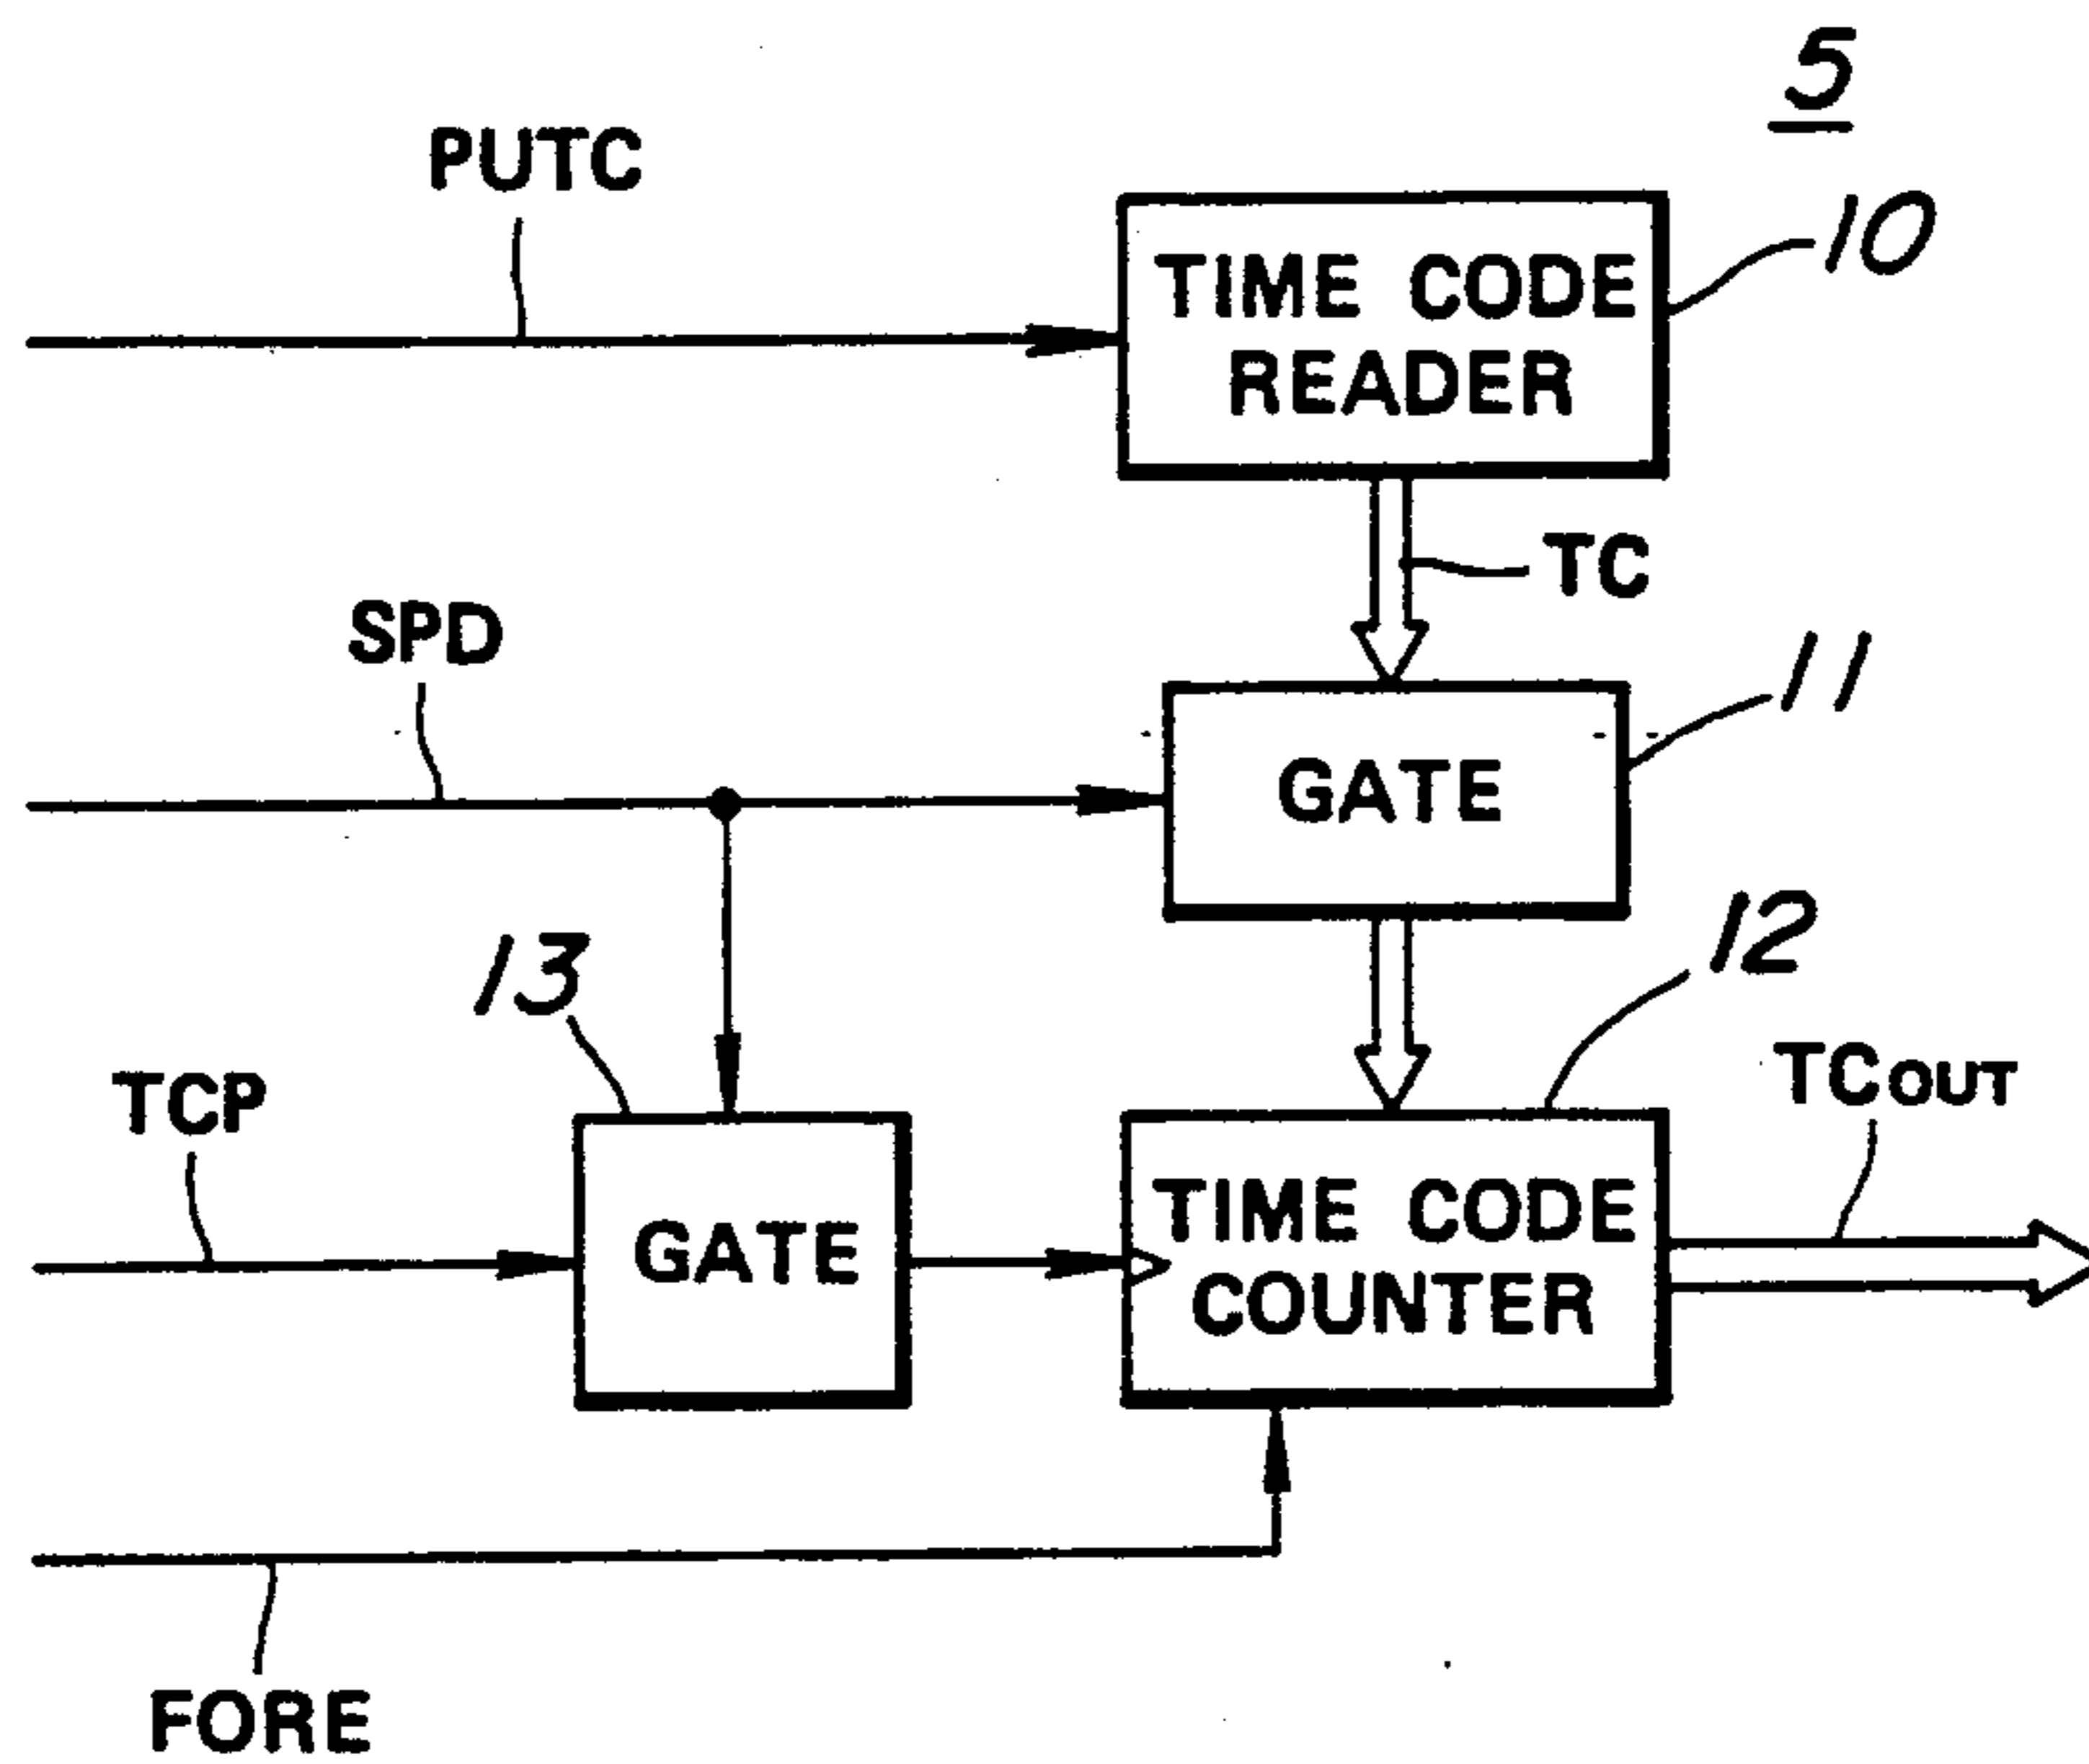 5
PUTC
10
TIME CODE
READER
TC
SPD
11
GATE
12
13
TCOUT
TCP
GATE
TIME CODE
COUNTER
FORE